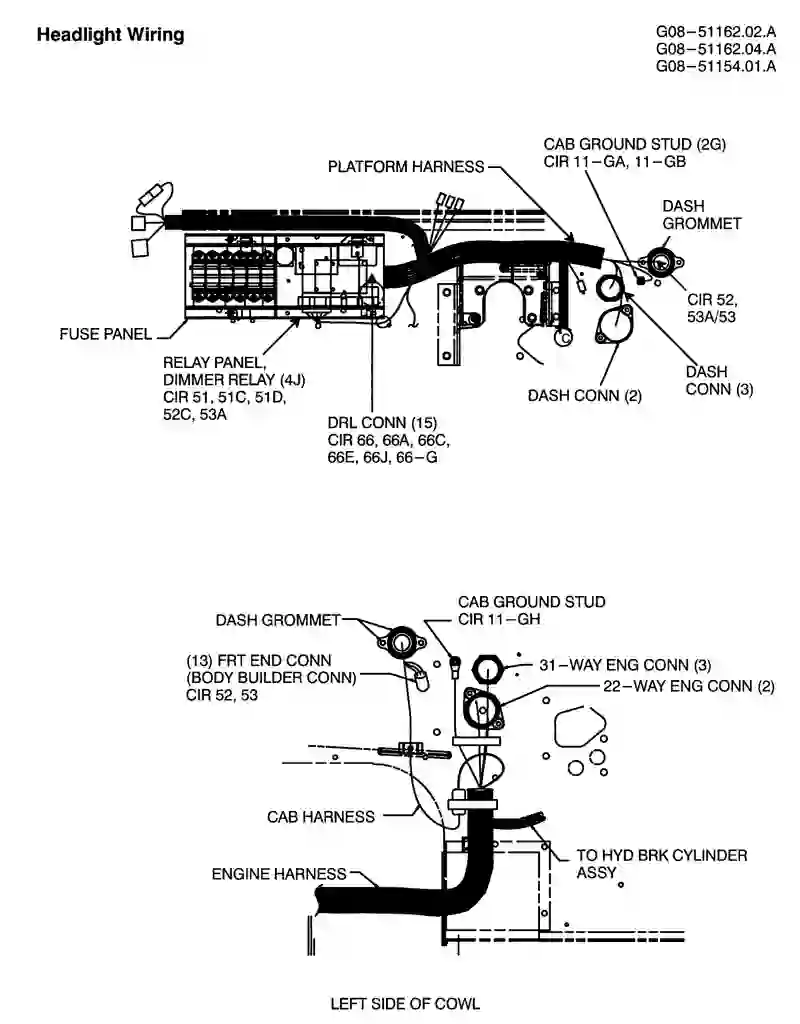 Headlight Wiring
G08-51162.02.A
G08-51162.04.A
G08-51154.01.A
CAB GROUND STUD (2G)
CIR 11-GA, 11-GB
PLATFORM HARNESS
DASH
GROMMET
CIR 52,
53A/53
FUSE PANEL
C
RELAY PANEL,
DIMMER RELAY (4J)
CIR 51, 51C, 51D,
52C, 53A
DASH
CONN (3)
DASH CONN (2)
DRL CONN (15)
CIR 66, 66A, 66C,
66E, 66J, 66-G
CAB GROUND STUD
CIR 11-GH
DASH GROMMET
(13) FRT END CONN
(BODY BUILDER CONN)
CIR 52, 53
31-WAY ENG CONN (3)
22-WAY ENG CONN (2)
CAB HARNESS
TO HYD BRK CYLINDER
ASSY
ENGINE HARNESS
LEFT SIDE OF COWL